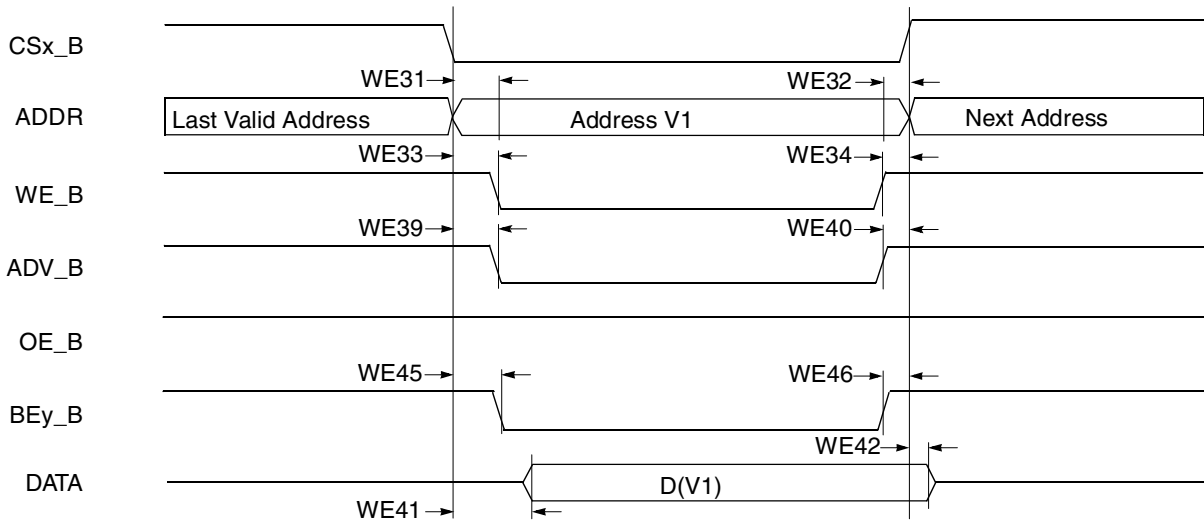 CSx_B
WE31
WE32
ADDR
Last Valid Address
Address V1
Next Address
WE33
WE34
WE_B
WE39
WE40
ADV_B
OE_B
WE45
WE46
BEy_B
WE42
DATA
D(V1)
WE41